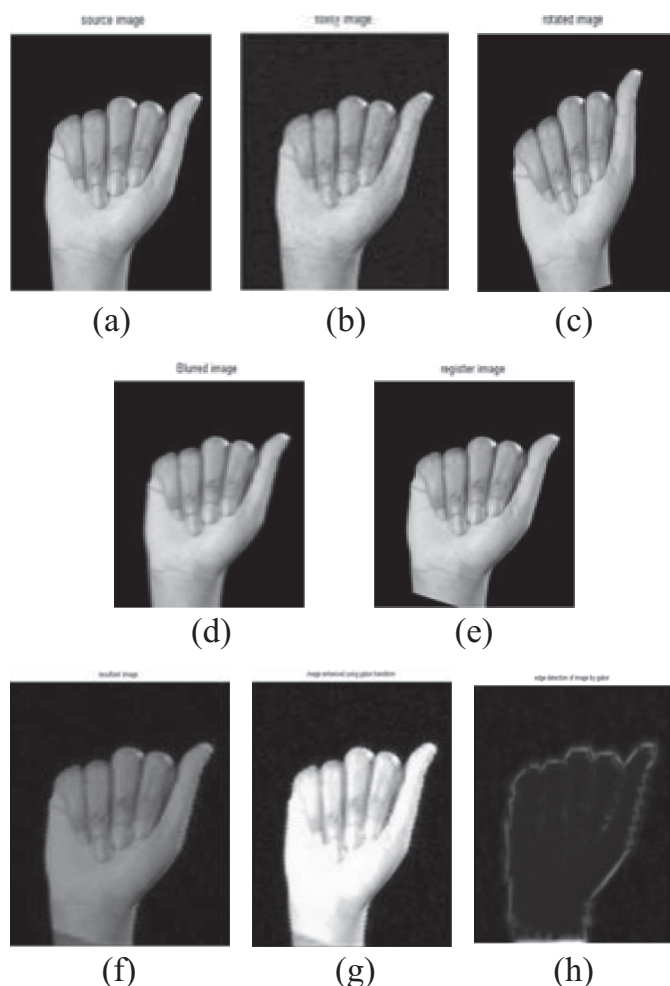 source image
noisy image
rotated image
(a)
(b)
(c)
Blurred image
register image
(d)
(e)
resultant image
image enhanced using gabor transform
edge detection of image by gabor
(f)
(g)
(h)